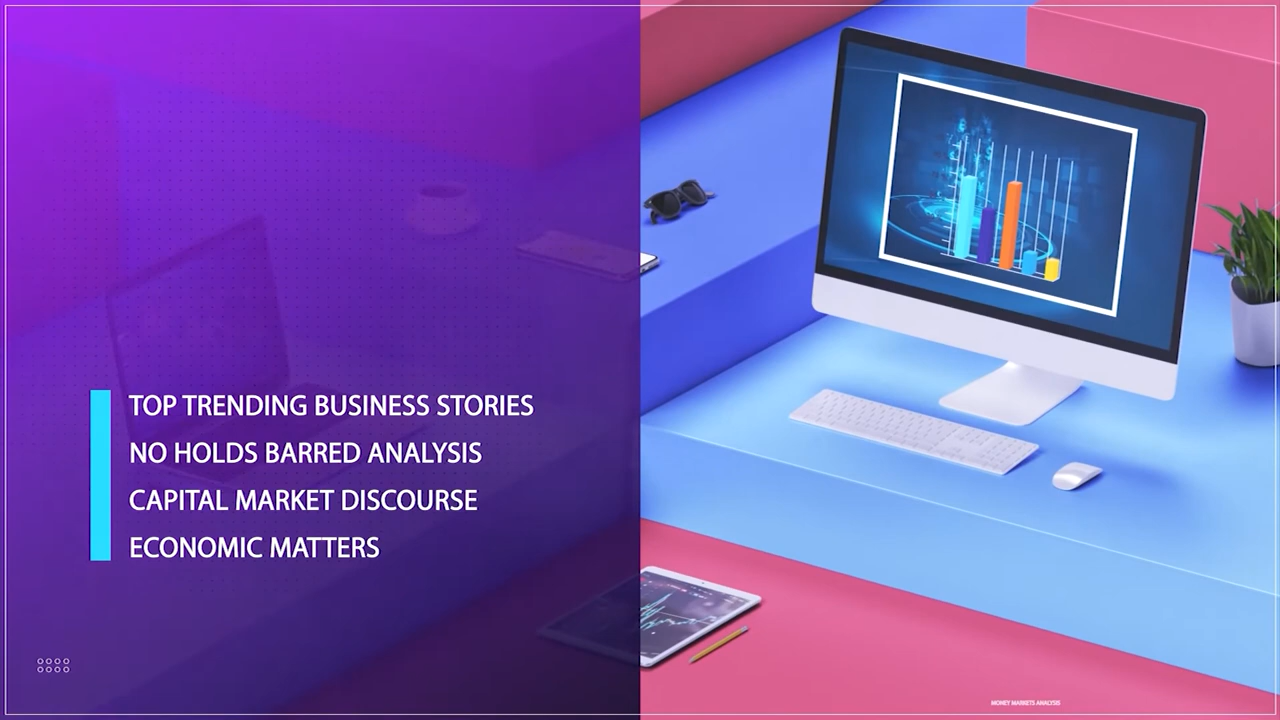 TOP TRENDING BUSINESS STORIES
NO HOLDS BARRED ANALYSIS
CAPITAL MARKET DISCOURSE
ECONOMIC MATTERS
MONEY MARKETS ANALYSIS